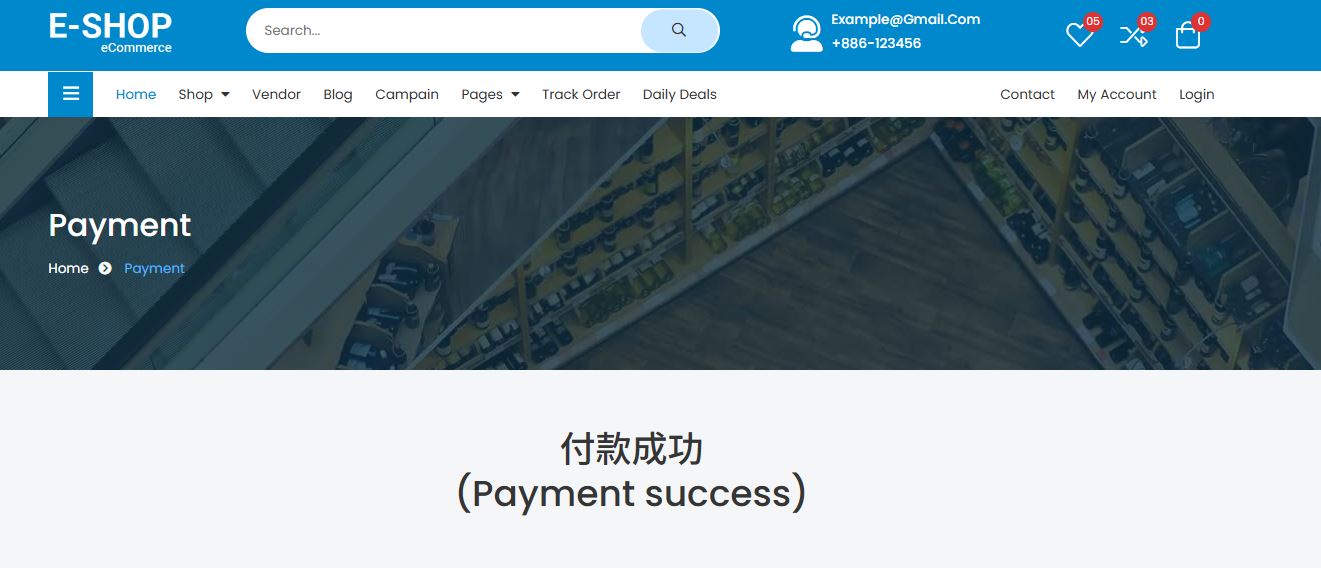 E-SHOP
eCommerce
Search...
Example@Gmail.Com
+886-123456
05
03
0
Home Shop Vendor Blog Campain Pages Track Order Daily Deals Contact My Account Login
Payment
Home Payment
付款成功
(Payment success)